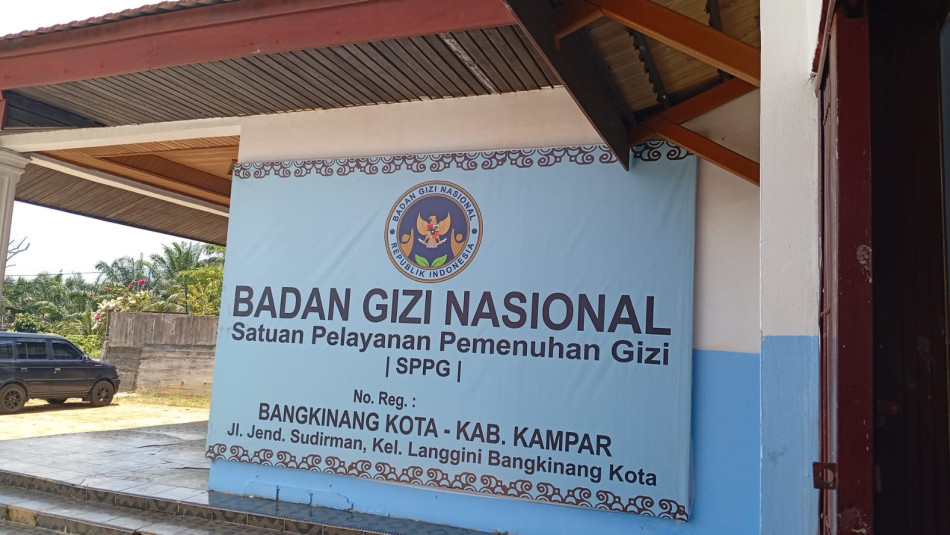 BADAN GIZI NASIONAL
REPUBLIK INDONESIA
BADAN GIZI NASIONAL
Satuan Pelayanan Pemenuhan Gizi
| SPPG |
No. Reg. :
BANGKINANG KOTA - KAB. KAMPAR
Jl. Jend. Sudirman, Kel. Langgini Bangkinang Kota